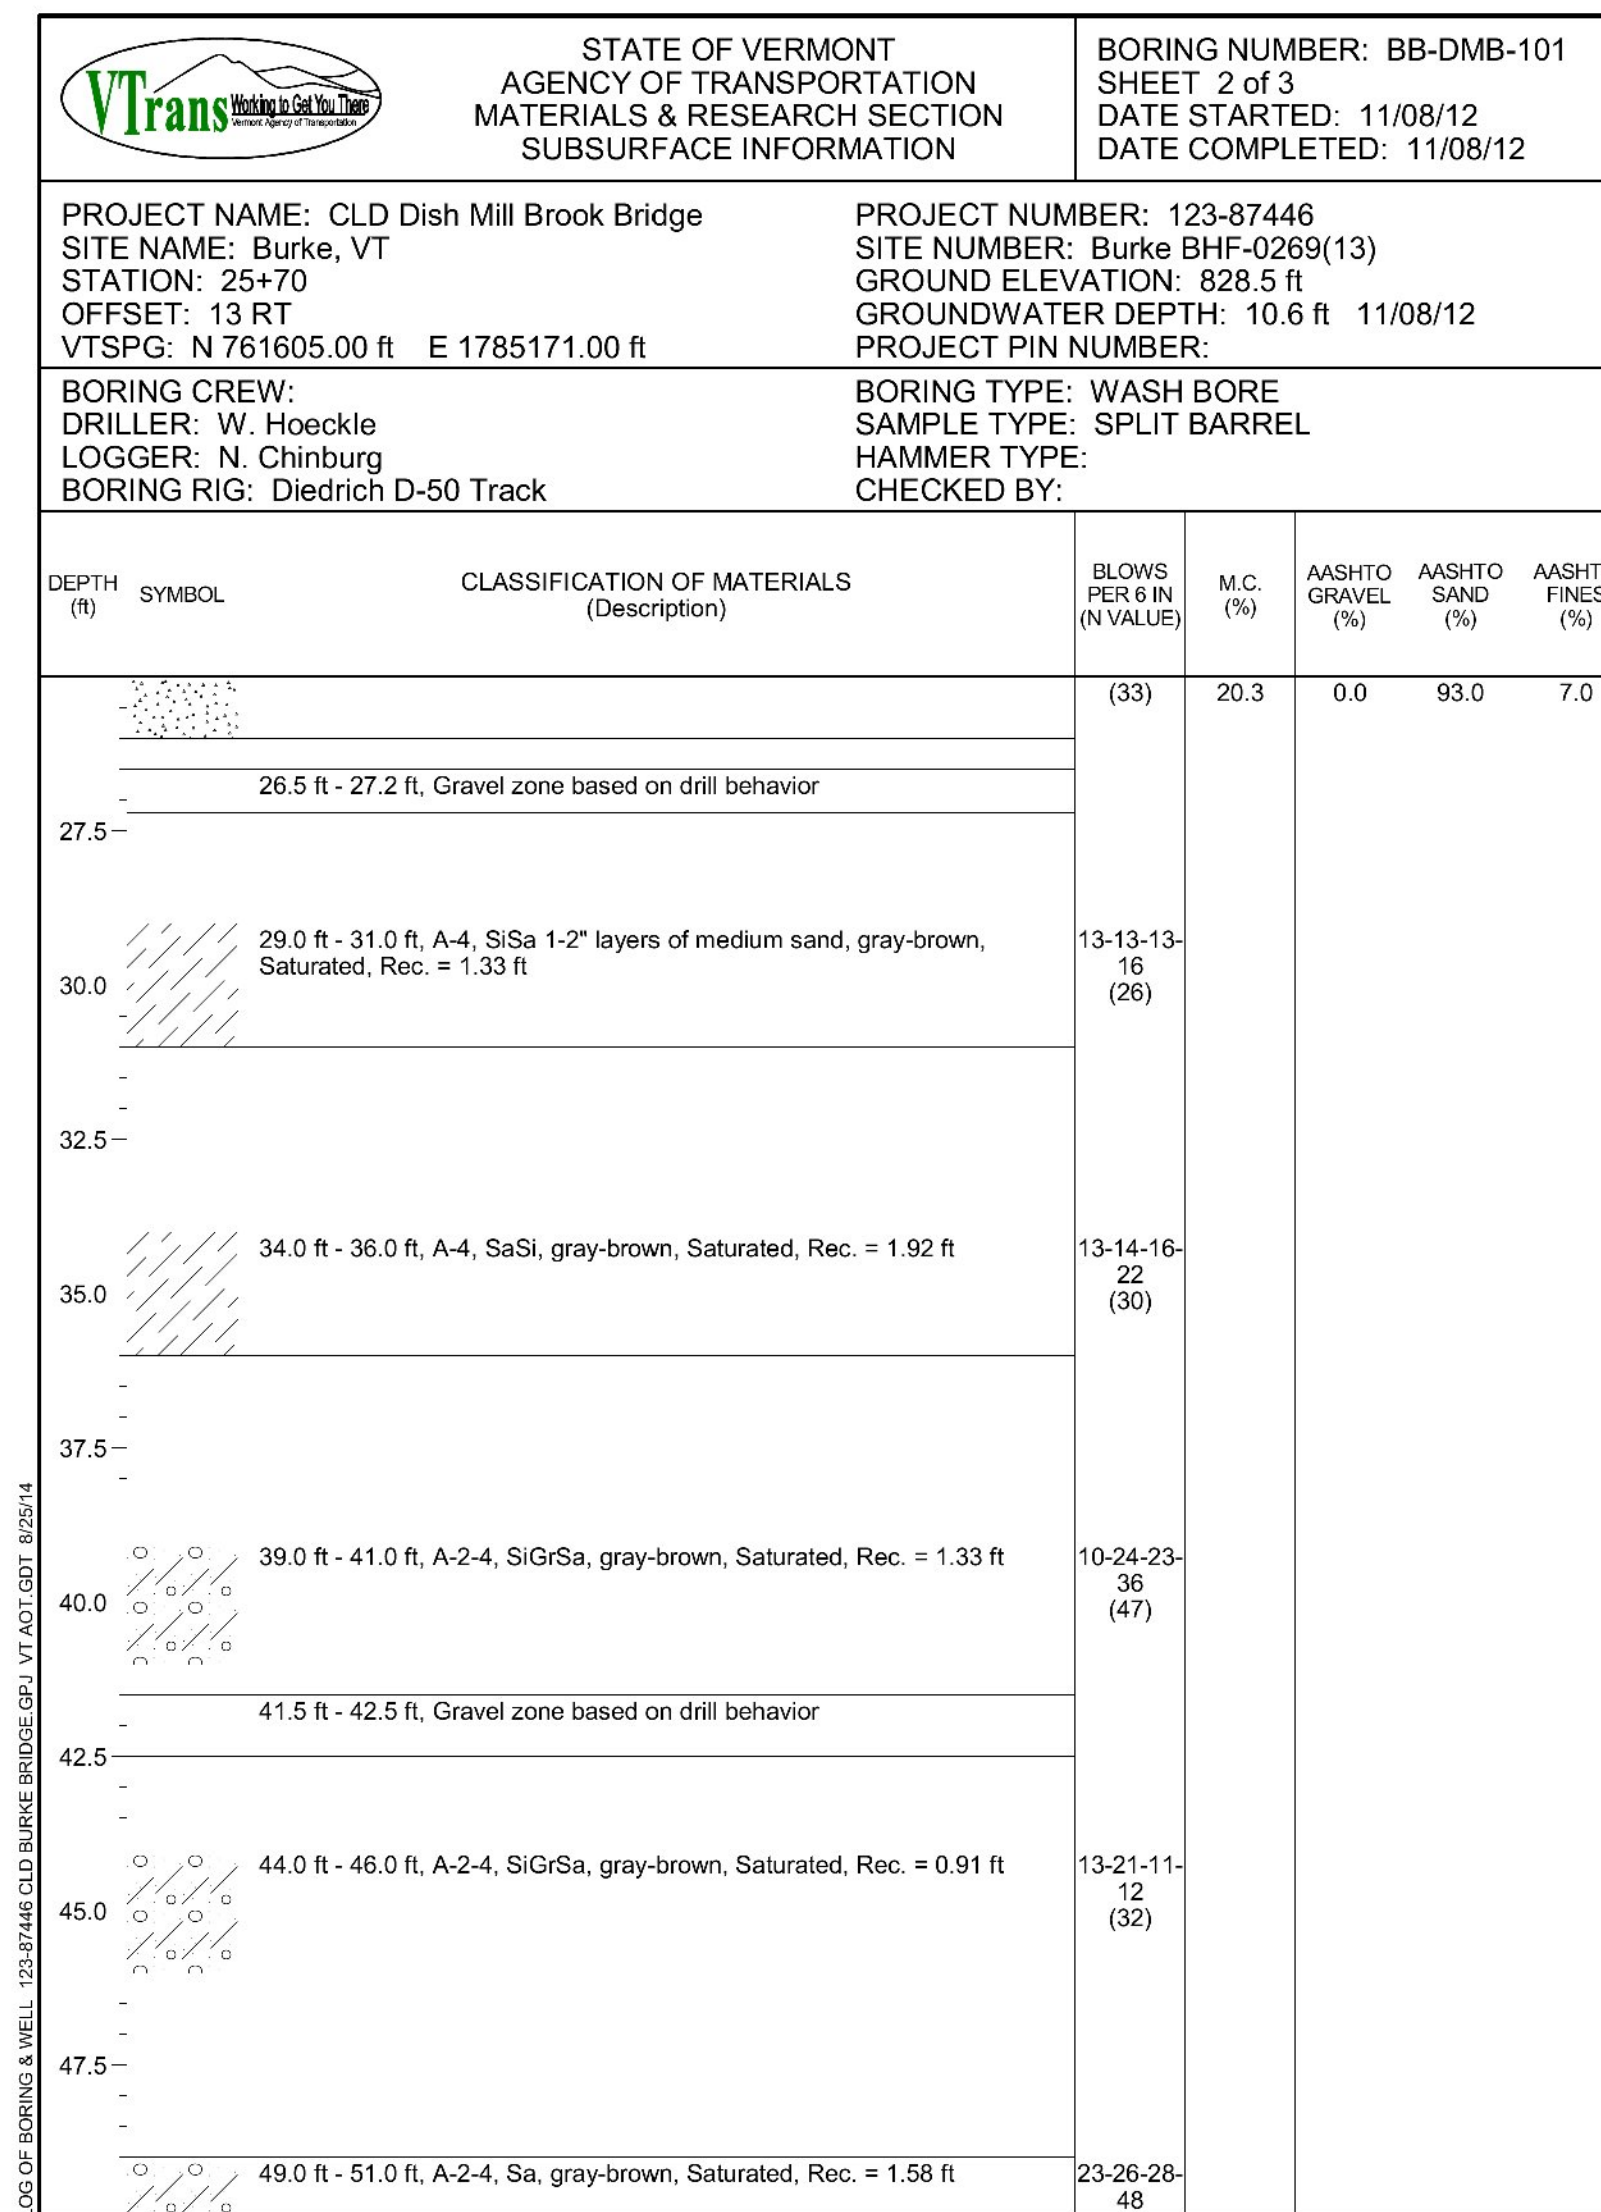 VTrans Working to Get You There
Vermont Agency of Transportation
STATE OF VERMONT
AGENCY OF TRANSPORTATION
MATERIALS & RESEARCH SECTION
SUBSURFACE INFORMATION
BORING NUMBER: BB-DMB-101
SHEET 2 of 3
DATE STARTED: 11/08/12
DATE COMPLETED: 11/08/12
PROJECT NAME: CLD Dish Mill Brook Bridge
SITE NAME: Burke, VT
STATION: 25+70
OFFSET: 13 RT
VTSPG: N 761605.00 ft E 1785171.00 ft
PROJECT NUMBER: 123-87446
SITE NUMBER: Burke BHF-0269(13)
GROUND ELEVATION: 828.5 ft
GROUNDWATER DEPTH: 10.6 ft 11/08/12
PROJECT PIN NUMBER:
BORING CREW:
DRILLER: W. Hoeckle
LOGGER: N. Chinburg
BORING RIG: Diedrich D-50 Track
BORING TYPE: WASH BORE
SAMPLE TYPE: SPLIT BARREL
HAMMER TYPE:
CHECKED BY:
DEPTH
(ft)
SYMBOL
CLASSIFICATION OF MATERIALS
(Description)
BLOWS
PER 6 IN
(N VALUE)
M.C.
(%)
AASHTO
GRAVEL
(%)
AASHTO
SAND
(%)
AASHT
FINES
(%)
(33) 20.3 0.0 93.0 7.0
26.5 ft - 27.2 ft, Gravel zone based on drill behavior
27.5
29.0 ft - 31.0 ft, A-4, SiSa 1-2" layers of medium sand, gray-brown,
Saturated, Rec. = 1.33 ft
13-13-13-
16
(26)
30.0
32.5
34.0 ft - 36.0 ft, A-4, SaSi, gray-brown, Saturated, Rec. = 1.92 ft
13-14-16-
22
(30)
35.0
37.5
39.0 ft - 41.0 ft, A-2-4, SiGrSa, gray-brown, Saturated, Rec. = 1.33 ft
10-24-23-
36
(47)
40.0
41.5 ft - 42.5 ft, Gravel zone based on drill behavior
42.5
44.0 ft - 46.0 ft, A-2-4, SiGrSa, gray-brown, Saturated, Rec. = 0.91 ft
13-21-11-
12
(32)
45.0
47.5
49.0 ft - 51.0 ft, A-2-4, Sa, gray-brown, Saturated, Rec. = 1.58 ft
23-26-28-
48
OG OF BORING & WELL 123-87446 CLD BURKE BRIDGE.GPJ VT AOT.GDT 8/25/14